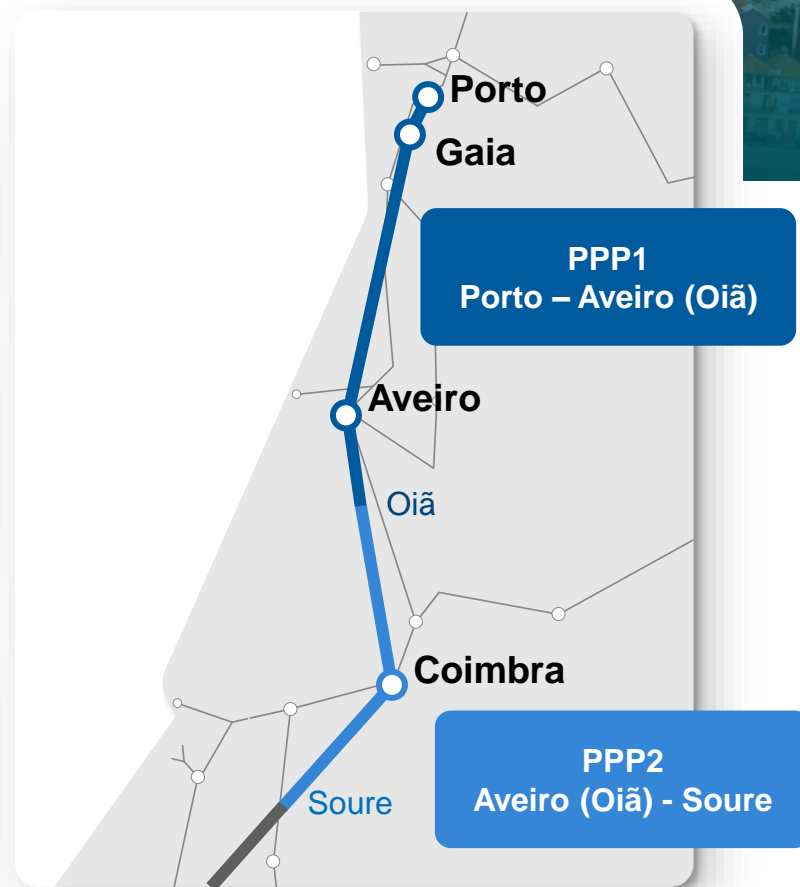 Porto
Gaia
PPP1
Porto – Aveiro (Oiã)
Aveiro
Oiã
Coimbra
PPP2
Aveiro (Oiã) - Soure
Soure